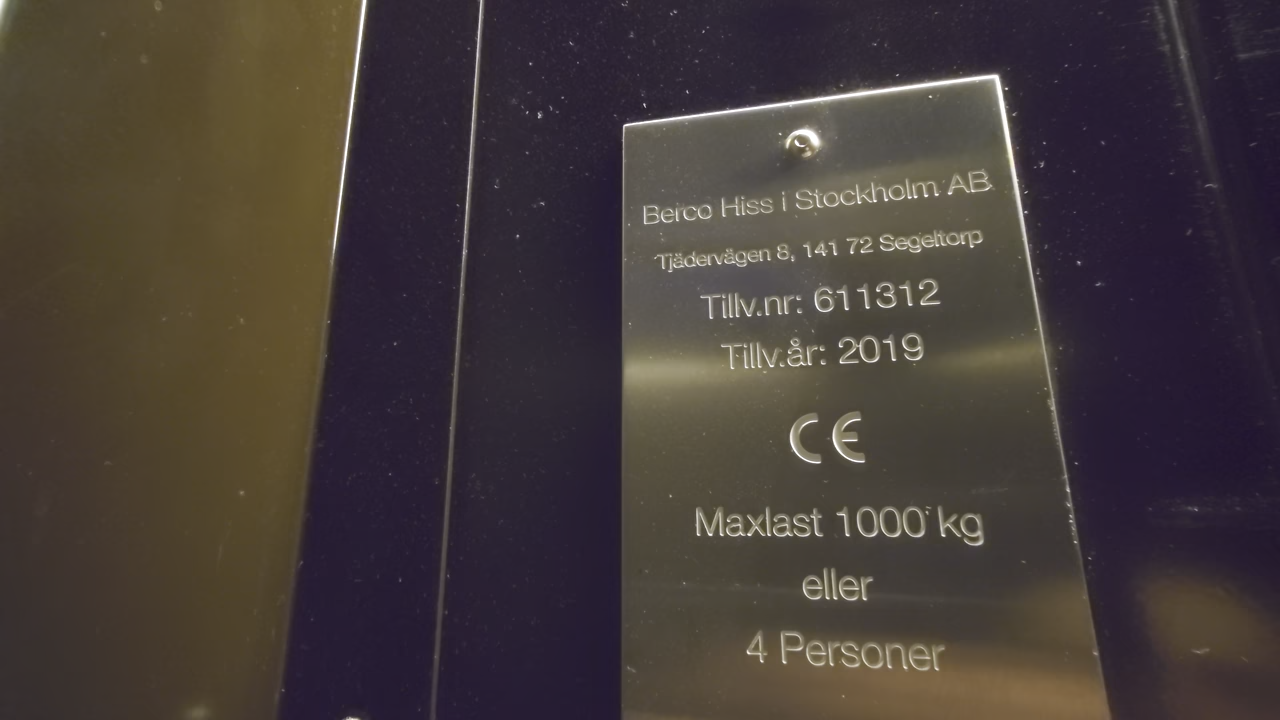 Berco Hiss i Stockholm AB
Tjädervägen 8, 141 72 Segeltorp
Tillv.nr: 611312
Tillv.år: 2019
CE
Maxlast 1000 kg
eller
4 Personer